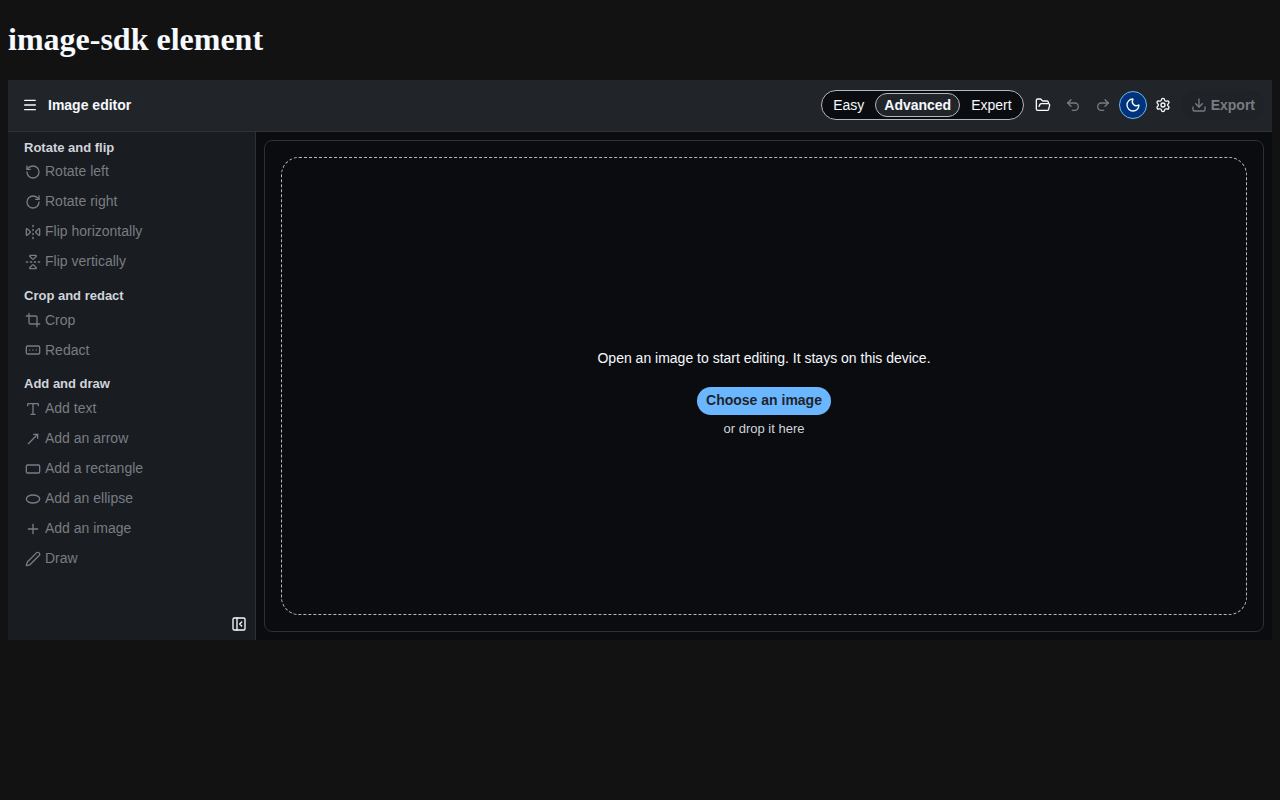 image-sdk element
Image editor
Easy Advanced Expert
Export
Rotate and flip
Rotate left
Rotate right
Flip horizontally
Flip vertically
Crop and redact
Crop
Redact
Add and draw
Add text
Add an arrow
Add a rectangle
Add an ellipse
Add an image
Draw
Open an image to start editing. It stays on this device.
Choose an image
or drop it here